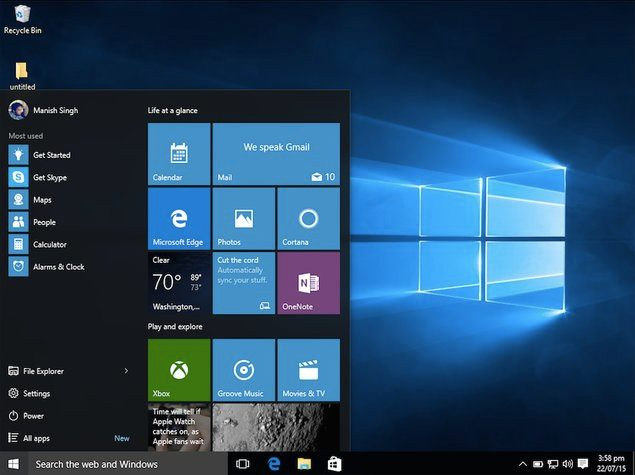 Recycle Bin
untitled
Manish Singh
Most used
Get Started
Get Skype
Maps
People
Calculator
Alarms & Clock
File Explorer
Settings
Power
All apps New
Life at a glance
Calendar
We speak Gmail
Mail 10
Microsoft Edge
Photos
Cortana
Clear
70° 89°
73°
Washington,...
Cut the cord
Automatically
sync your stuff.
OneNote
Play and explore
Xbox
Groove Music
Movies & TV
Time will tell if
Apple Watch
catches on, as
Apple fans wait
Search the web and Windows
3:58 pm
22/07/15